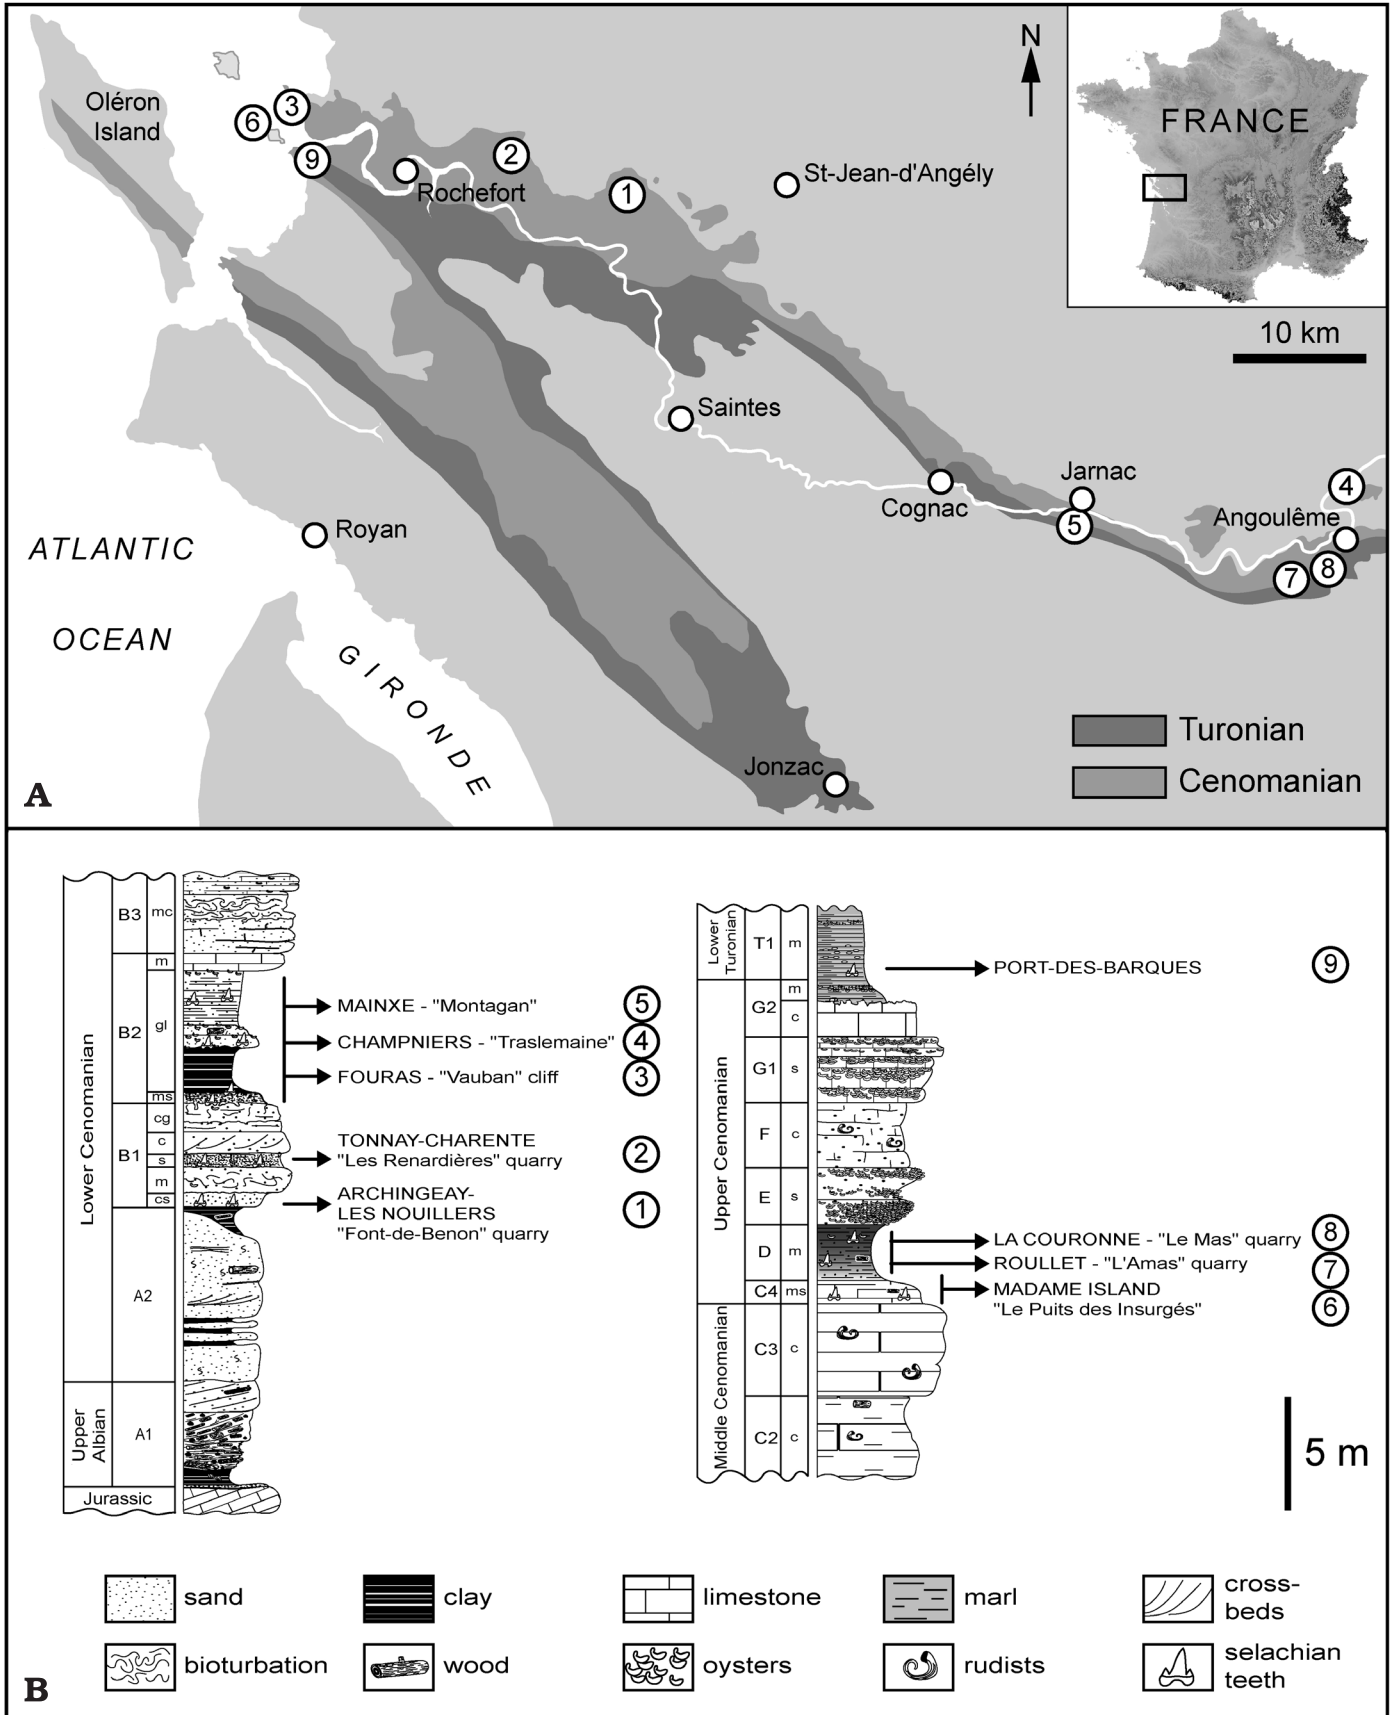 N
FRANCE
Oléron
Island
3
6
9
2
1
Rochefort
St-Jean-d'Angély
10 km
Saintes
Cognac
Jarnac
5
4
Angoulême
7
8
Royan
ATLANTIC
OCEAN
GIRONDE
Jonzac
Turonian
Cenomanian
A
Lower Cenomanian
Upper
Albian
Jurassic
B3
mc
m
B2
gl
ms
B1
cg
c
s
m
cs
A2
A1
MAINXE - "Montagan"
5
CHAMPNIERS - "Traslemaine"
4
FOURAS - "Vauban" cliff
3
TONNAY-CHARENTE
"Les Renardières" quarry
2
ARCHINGEAY-
LES NOUILLERS
"Font-de-Benon" quarry
1
Lower
Turonian
Upper Cenomanian
Middle Cenomanian
T1
m
G2
m
c
G1
s
F
c
E
s
D
m
C4
ms
C3
c
C2
c
PORT-DES-BARQUES
9
LA COURONNE - "Le Mas" quarry
8
ROULLET - "L'Amas" quarry
7
MADAME ISLAND
"Le Puits des Insurgés"
6
5 m
sand
clay
limestone
marl
cross-
beds
bioturbation
wood
oysters
rudists
selachian
teeth
B